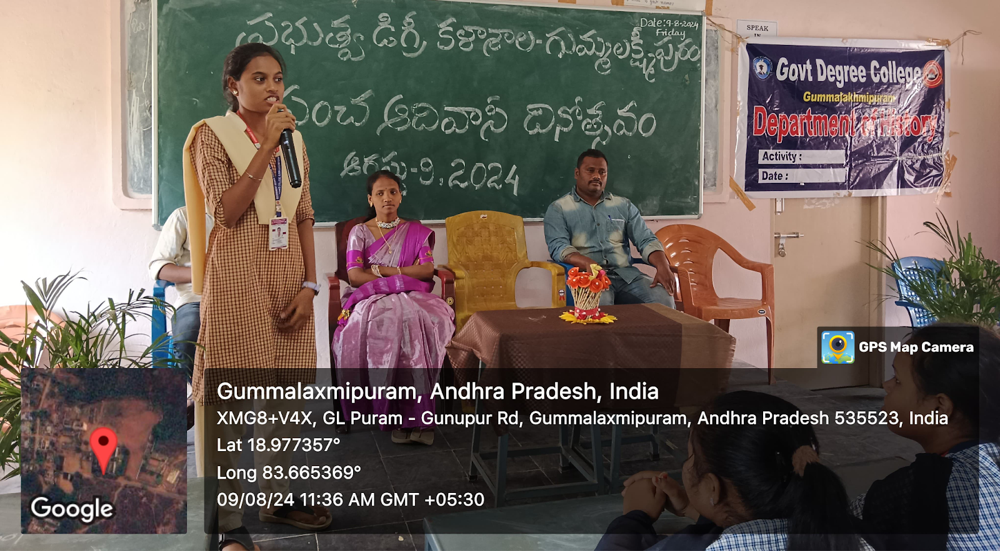 Date:9-8-2024
Friday
ప్రభుత్వ డిగ్రీ కళాశాల-గుమ్మలక్ష్మీపురం
పంచ ఆదివాసీ దినోత్సవం
ఆగస్టు-9, 2024
SPEAK
IN
Govt Degree College
Gummalakhmipuram
Department of History
Activity :
Date :
GPS Map Camera
Gummalaxmipuram, Andhra Pradesh, India
XMG8+V4X, GL Puram - Gunupur Rd, Gummalaxmipuram, Andhra Pradesh 535523, India
Lat 18.977357°
Long 83.665369°
09/08/24 11:36 AM GMT +05:30
Google